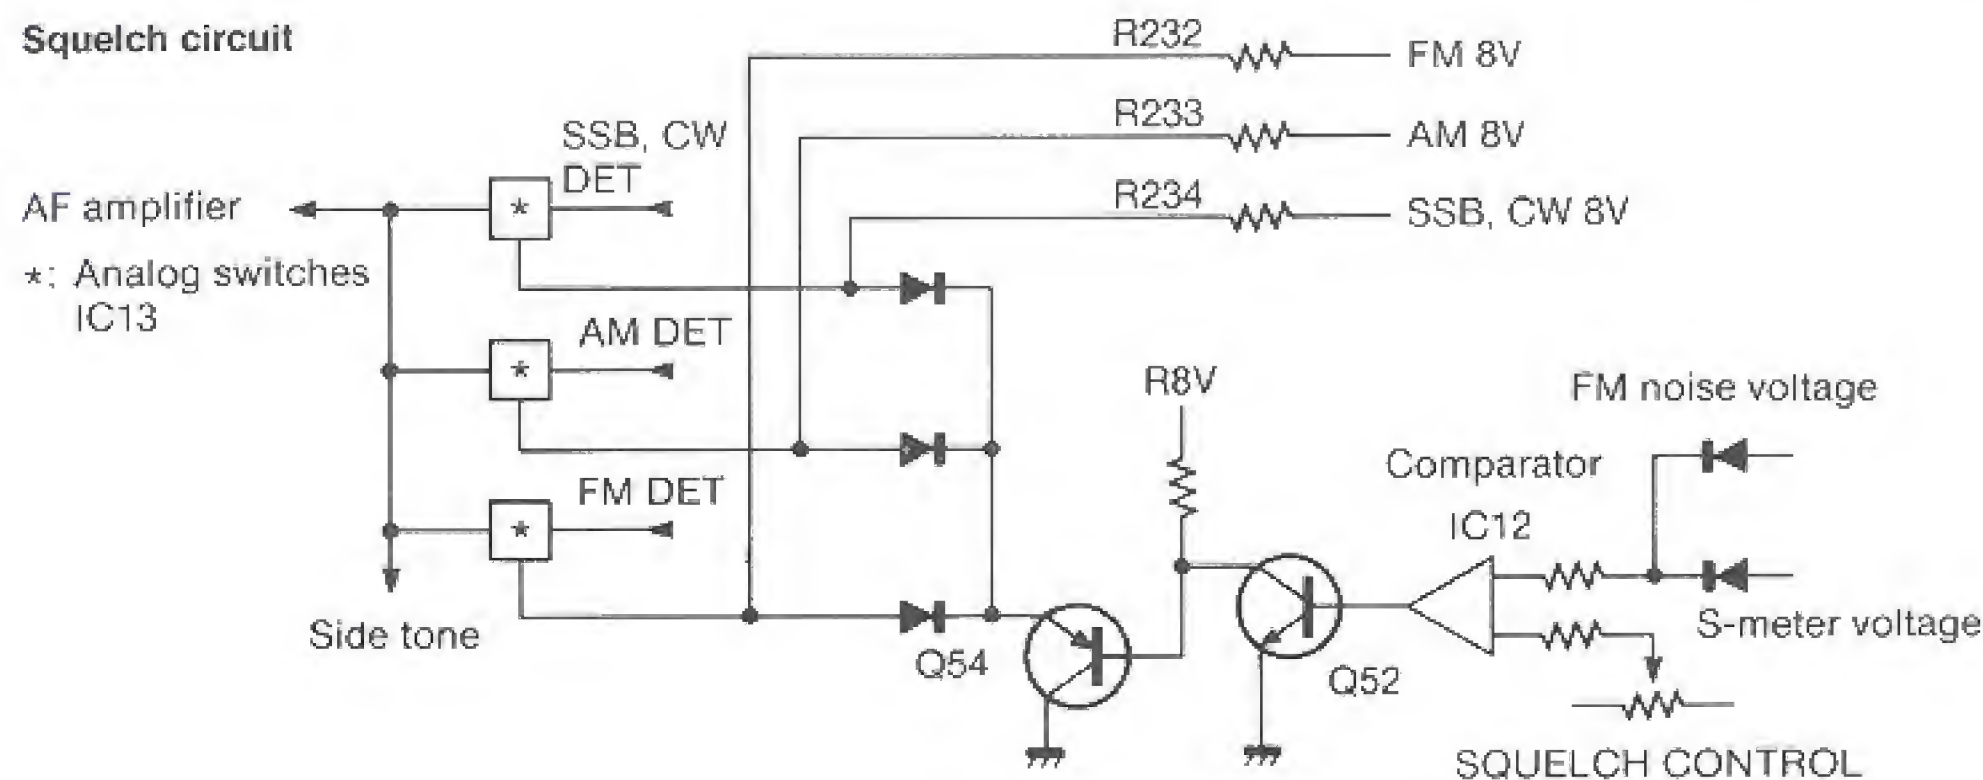 Squelch circuit
R232
FM 8V
R233
AM 8V
SSB, CW
DET
R234
SSB, CW 8V
AF amplifier
*
*: Analog switches
IC13
AM DET
*
R8V
FM noise voltage
Comparator
IC12
FM DET
*
Side tone
Q54
Q52
S-meter voltage
SQUELCH CONTROL